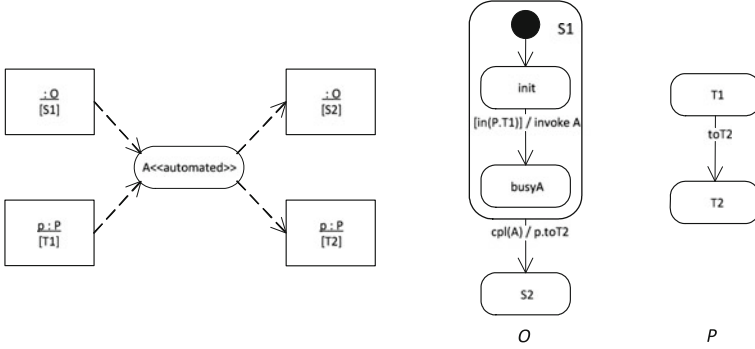 : O
[S1]
p : P
[T1]
A<<automated>>
: O
[S2]
p : P
[T2]
S1
init
[in(P.T1)] / invoke A
busyA
cpl(A) / p.toT2
S2
O
T1
toT2
T2
P